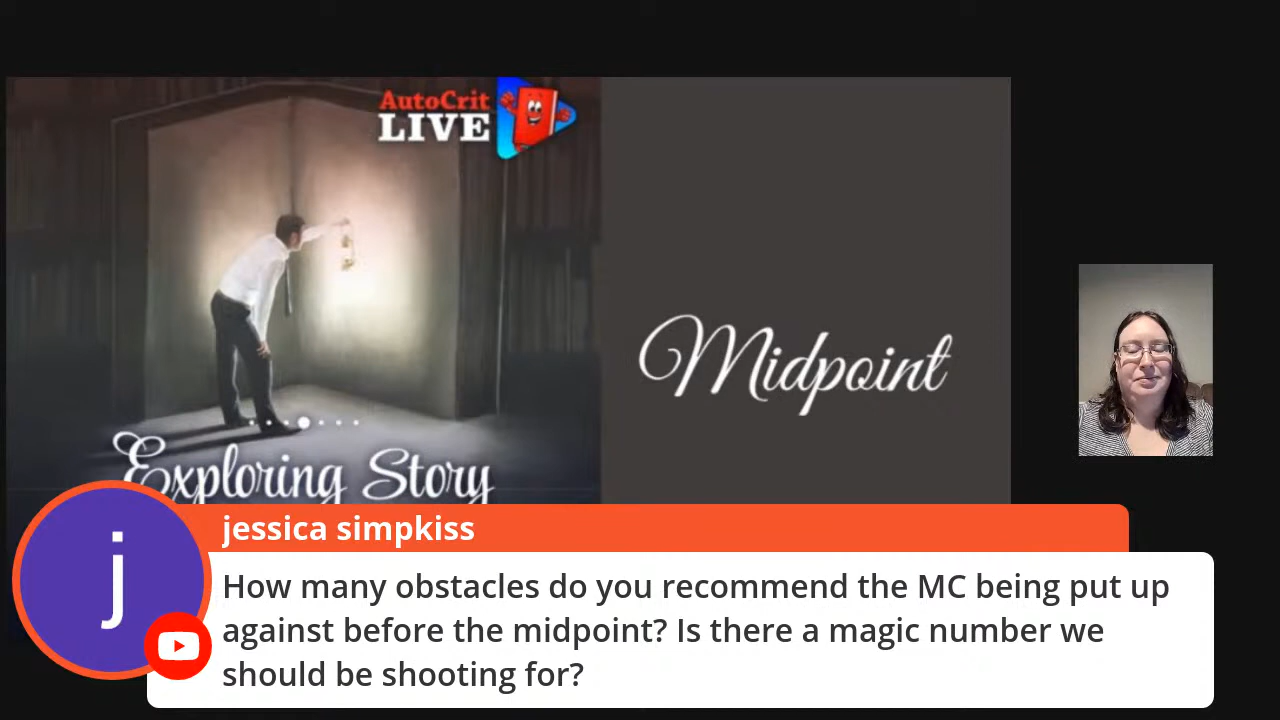 AutoCrit
LIVE
Midpoint
Exploring Story
j
jessica simpkiss
How many obstacles do you recommend the MC being put up
against before the midpoint? Is there a magic number we
should be shooting for?